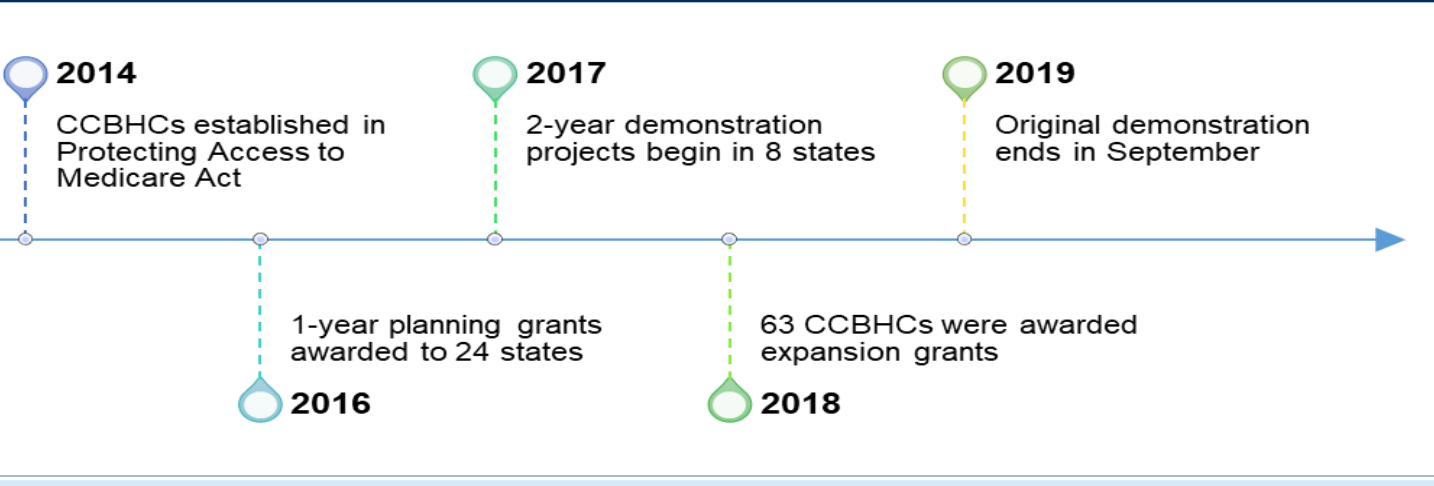 2014
CCBHCs established in
Protecting Access to
Medicare Act
1-year planning grants
awarded to 24 states
2016
2017
2-year demonstration
projects begin in 8 states
63 CCBHCs were awarded
expansion grants
2018
2019
Original demonstration
ends in September